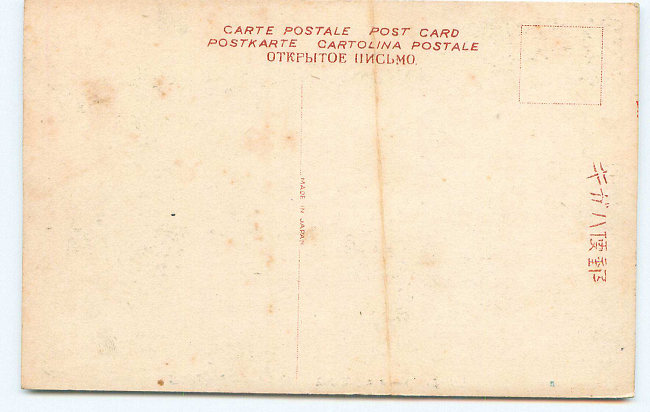 CARTE POSTALE POST CARD
POSTKARTE CARTOLINA POSTALE
ОТКРЫТОЕ ПИСЬМО.
MADE IN JAPAN
郵便ハガキ